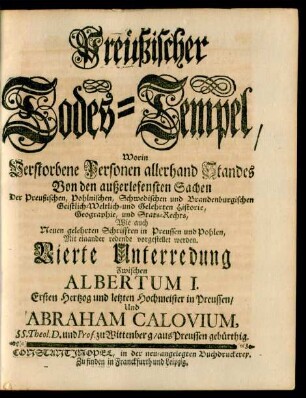 Preußischer
Todes-Tempel,
Worin
Verstorbene Personen allerhand Standes
Von den außerlesensten Sachen
Der Preußischen, Pohlnischen, Schwedischen und Brandenburgischen
Geistlich-Weltlich-und Gelehrten Historie,
Geographie, und Staats-Rechts,
Wie auch
Neuen gelehrten Schrifften in Preussen und Pohlen,
Mit einander redende vorgestellet werden.
Vierte Unterredung
Zwischen
ALBERTUM I.
Ersten Hertzog und letzten Hochmeister in Preussen/
Und
ABRAHAM CALOVIUM,
SS. Theol. D. und Prof. zu Wittenberg/ aus Preussen gebürthig.
CONSTANTINOPEL, in der neu-angelegten Buchdruckerey.
Zu finden in Franckfurth und Leipzig.